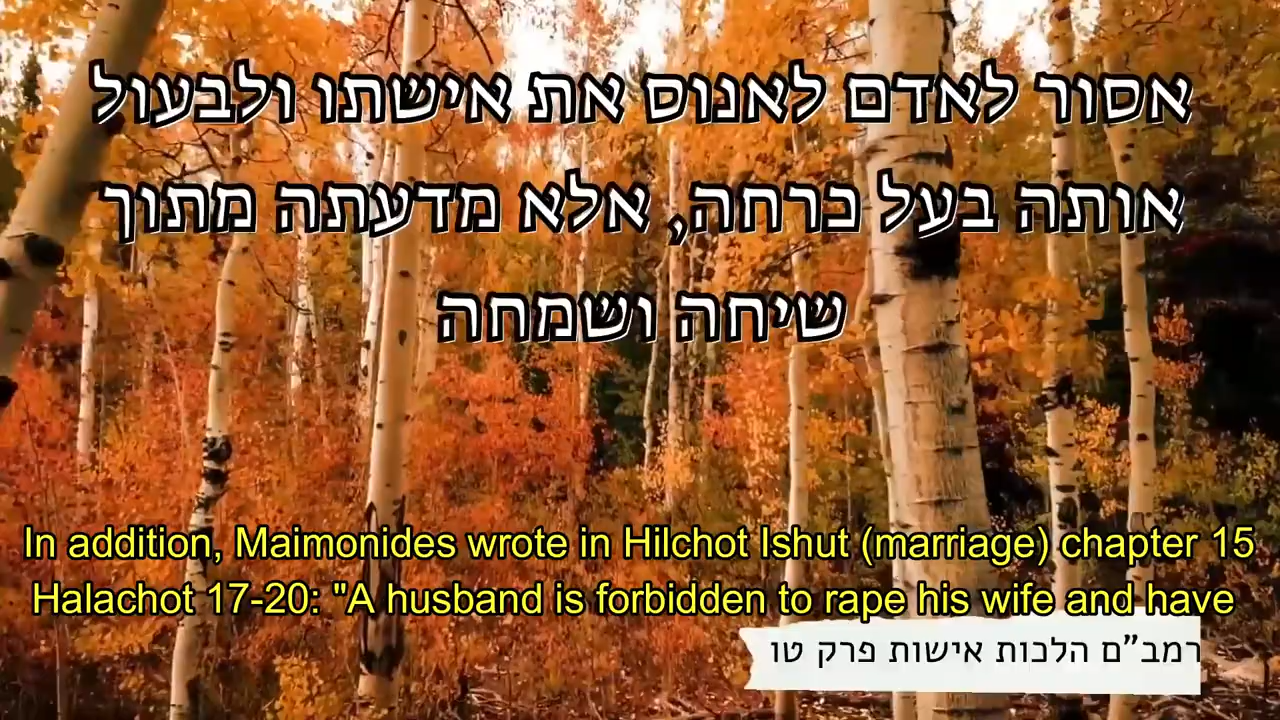 אסור לאדם לאנוס את אישתו ולבעול
אותה בעל כרחה, אלא מדעתה מתוך
שיחה ושמחה
In addition, Maimonides wrote in Hilchot Ishut (marriage) chapter 15
Halachot 17-20: "A husband is forbidden to rape his wife and have
רמב"ם הלכות אישות פרק טו